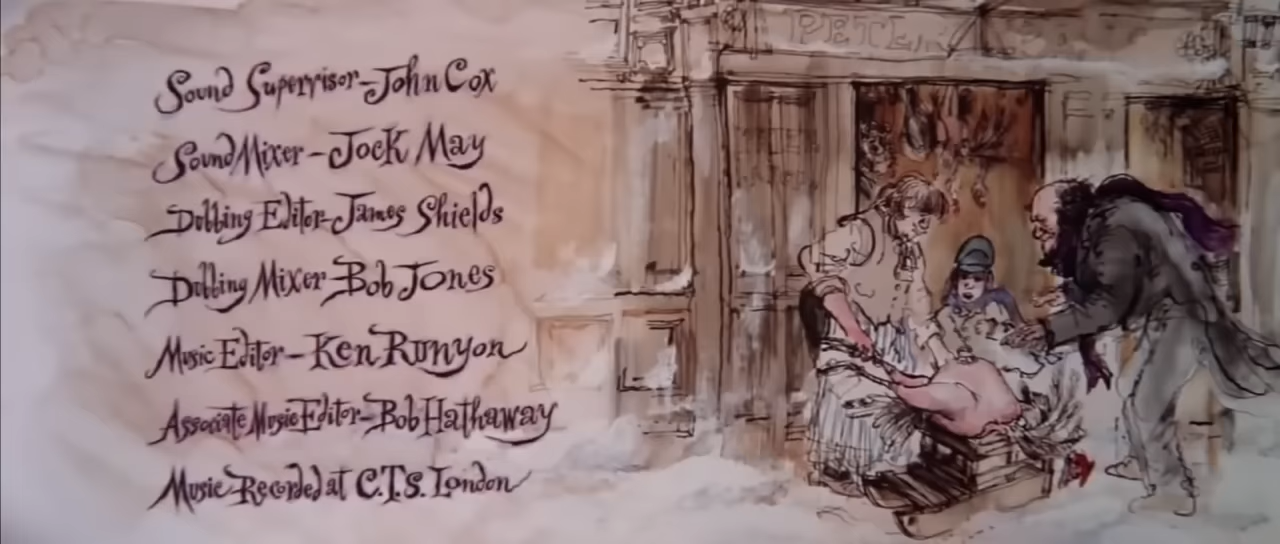 Sound Supervisor-John Cox
Sound Mixer-Jock May
Dubbing Editor-James Shields
Dubbing Mixer-Bob Jones
Music Editor-Ken Runyon
Associate Music Editor-Bob Hathaway
Music Recorded at C.T.S. London